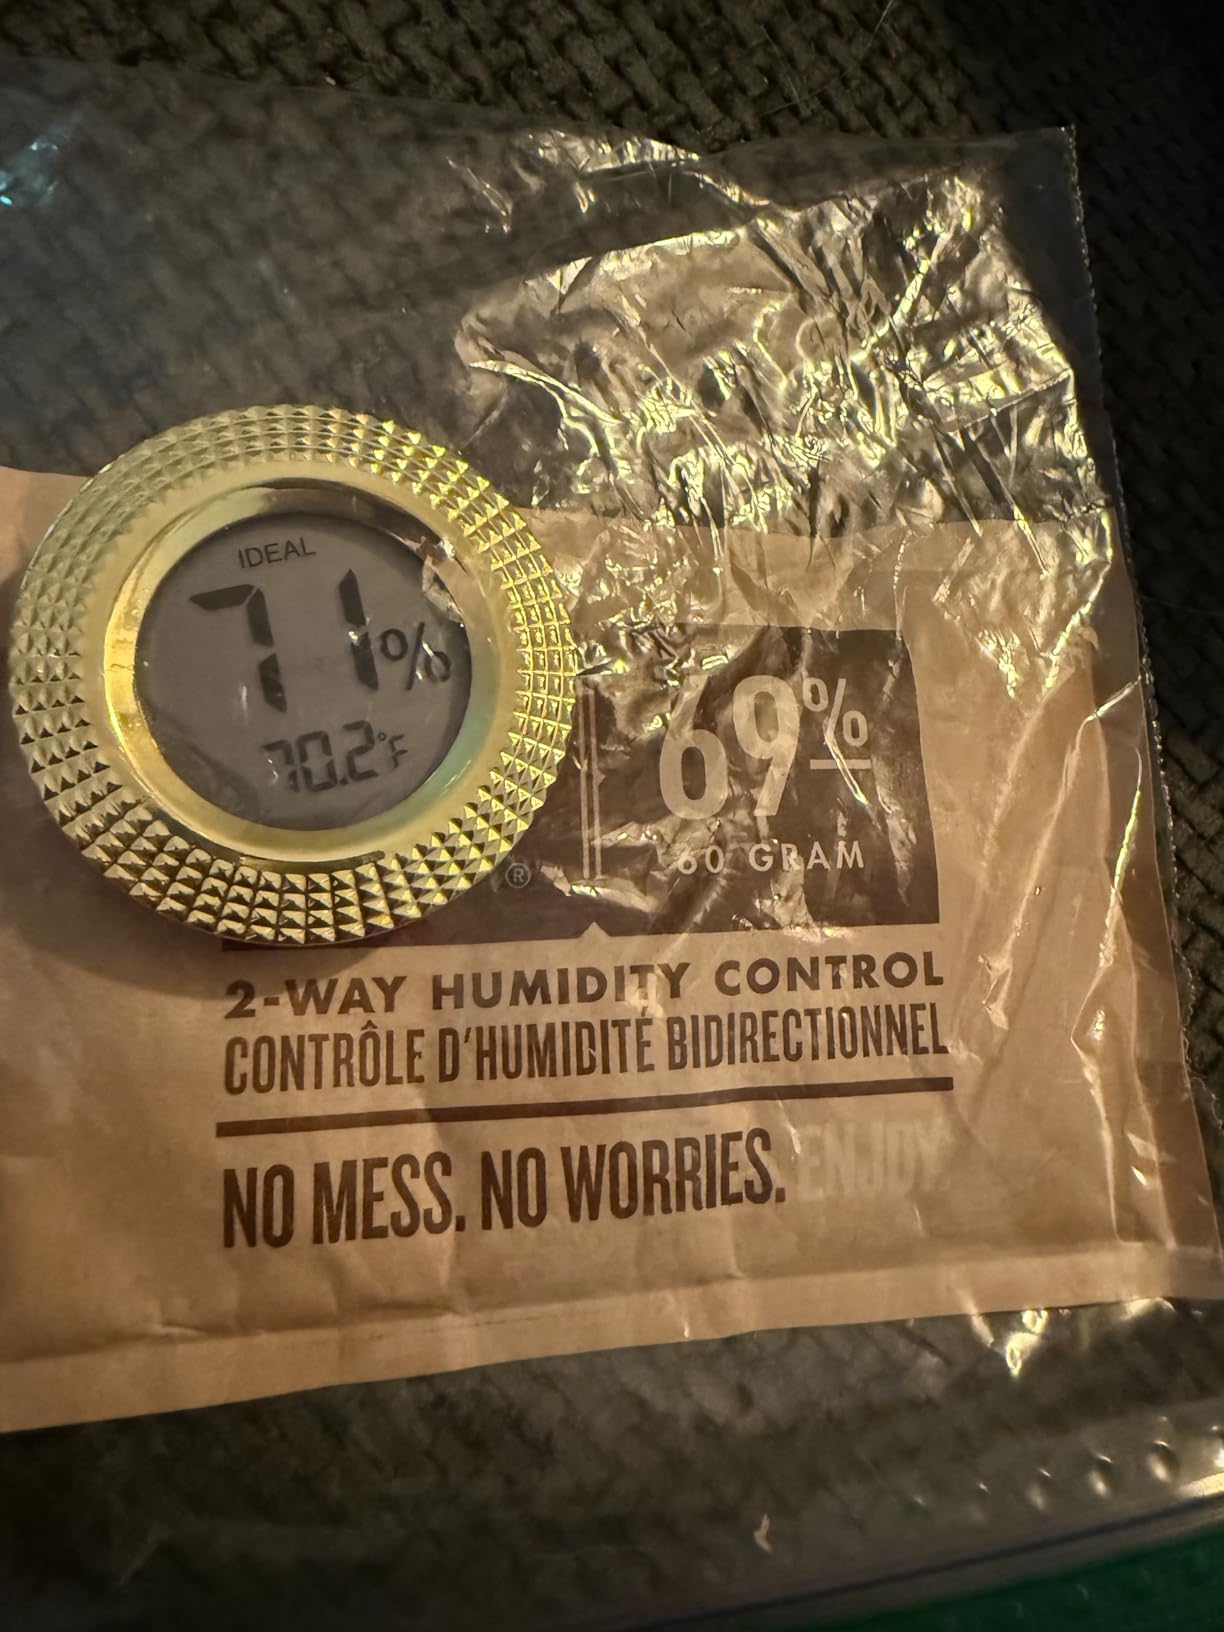 IDEAL
71%
70.2°F
69%
60 GRAM
®
2-WAY HUMIDITY CONTROL
CONTRÔLE D'HUMIDITÉ BIDIRECTIONNEL
NO MESS. NO WORRIES. ENJOY.